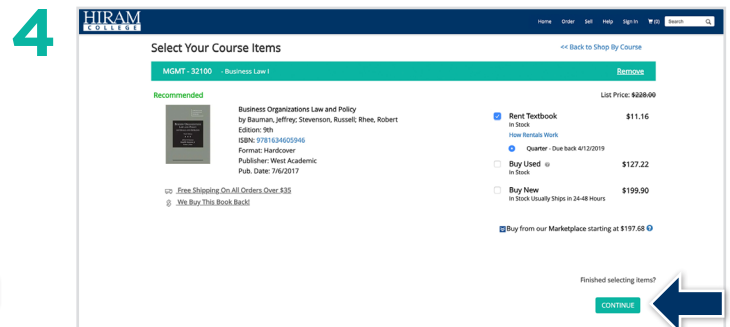 4
HIRAM
COLLEGE
Home Order Sell Help Sign In (0) Search
Select Your Course Items
<< Back to Shop By Course
MGMT - 32100 - Business Law I
Remove
Recommended
List Price: $228.00
Business Organizations Law and Policy
by Bauman, Jeffrey; Stevenson, Russell; Rhee, Robert
Edition: 9th
ISBN: 9781634605946
Format: Hardcover
Publisher: West Academic
Pub. Date: 7/6/2017
Free Shipping On All Orders Over $35
We Buy This Book Back!
Rent Textbook $11.16
In Stock
How Rentals Work
Quarter - Due back 4/12/2019
Buy Used $127.22
In Stock
Buy New $199.90
In Stock Usually Ships in 24-48 Hours
Buy from our Marketplace starting at $197.68
Finished selecting items?
CONTINUE